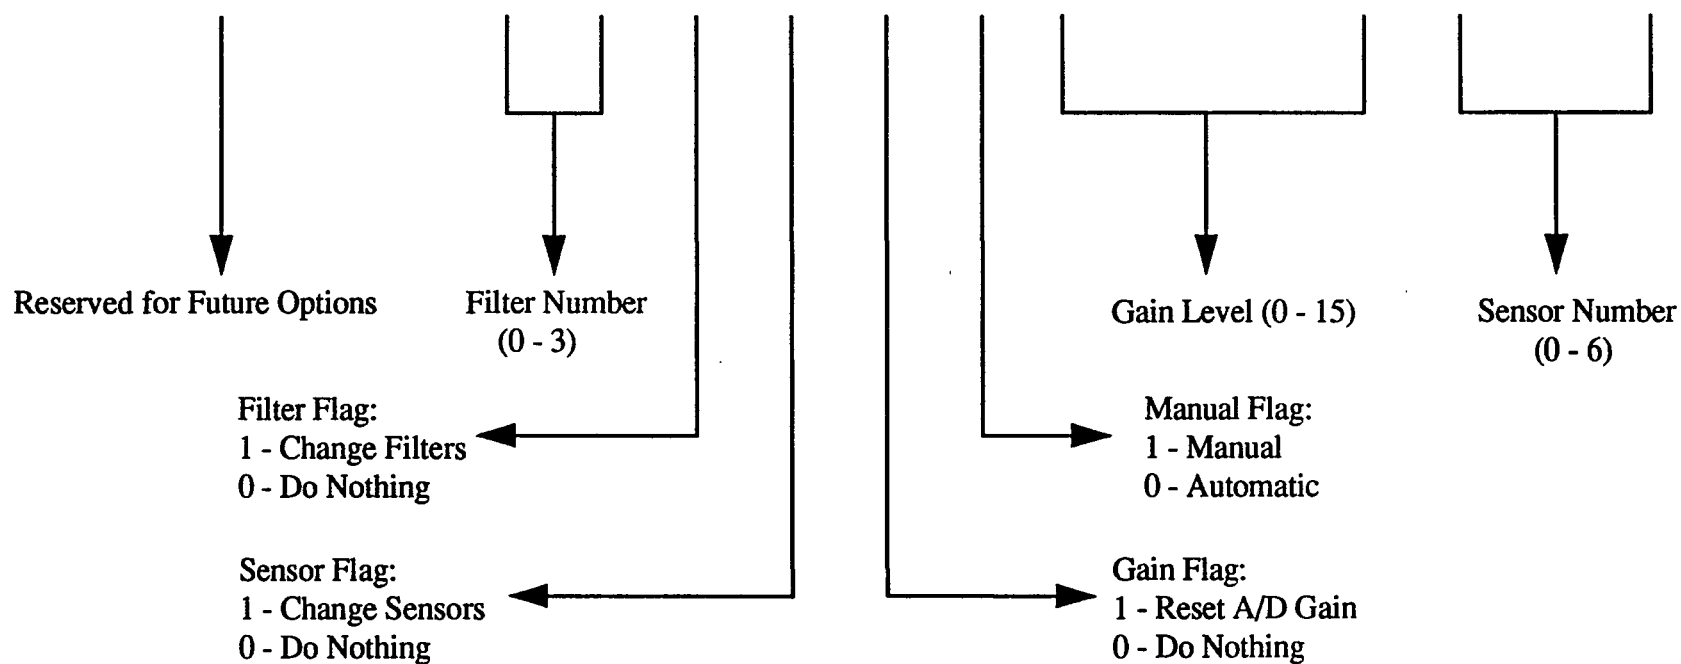 Reserved for Future Options
Filter Number
(0 - 3)
Gain Level (0 - 15)
Sensor Number
(0 - 6)
Filter Flag:
1 - Change Filters
0 - Do Nothing
Manual Flag:
1 - Manual
0 - Automatic
Sensor Flag:
1 - Change Sensors
0 - Do Nothing
Gain Flag:
1 - Reset A/D Gain
0 - Do Nothing